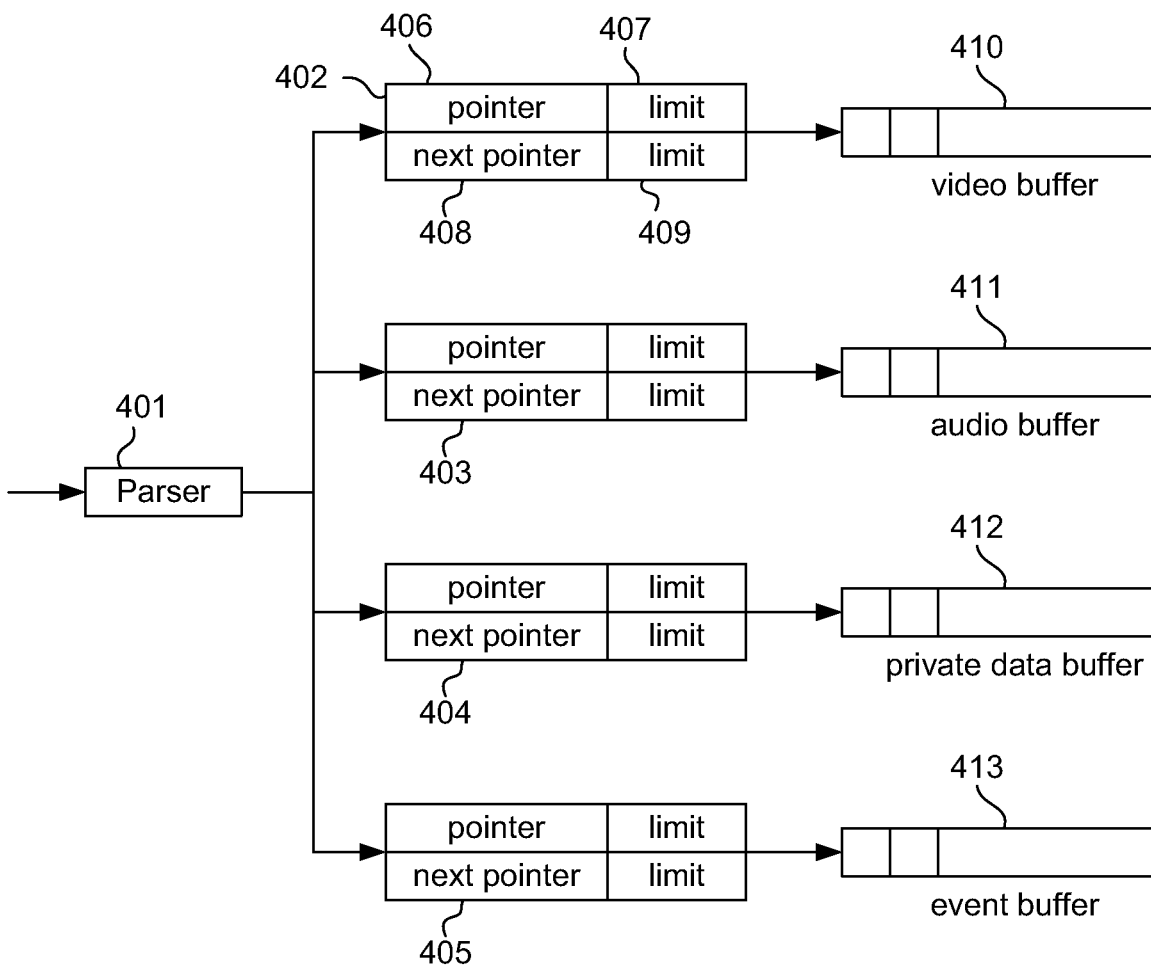 406
407
410
402
pointer
limit
next pointer
limit
video buffer
408
409
411
pointer
limit
next pointer
limit
audio buffer
401
403
Parser
412
pointer
limit
next pointer
limit
private data buffer
404
413
pointer
limit
next pointer
limit
event buffer
405